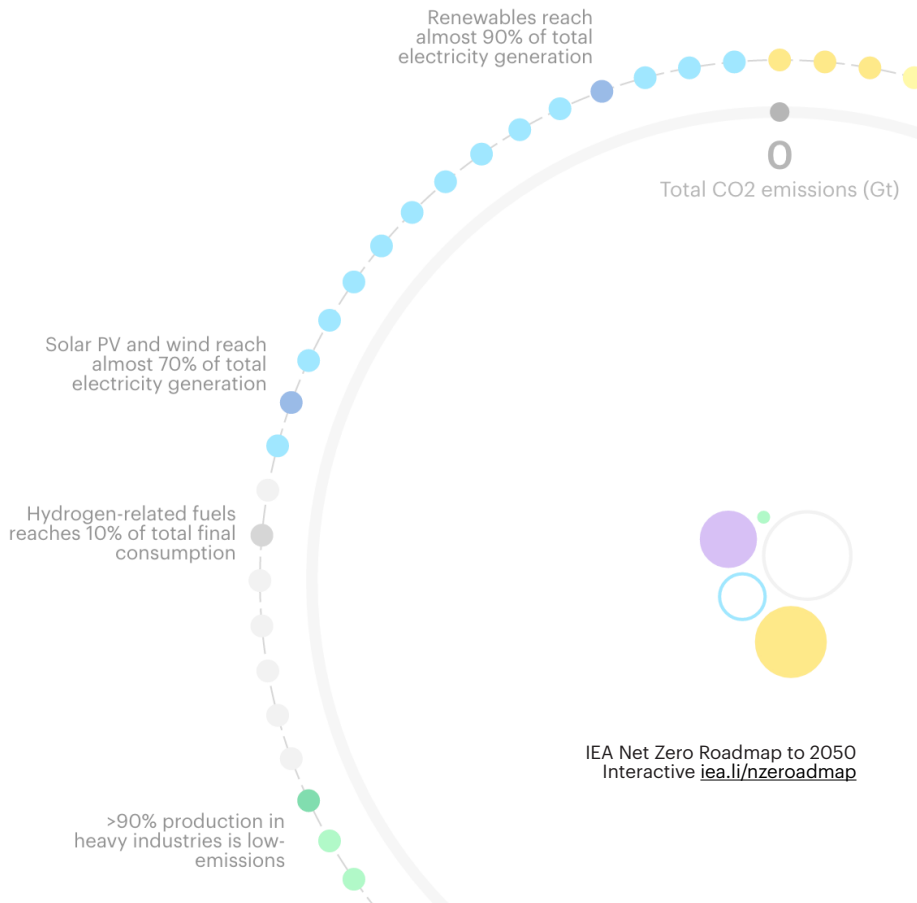 Renewables reach
almost 90% of total
electricity generation
0
Total CO2 emissions (Gt)
Solar PV and wind reach
almost 70% of total
electricity generation
Hydrogen-related fuels
reaches 10% of total final
consumption
IEA Net Zero Roadmap to 2050
Interactive iea.li/nzeroadmap
>90% production in
heavy industries is low-
emissions